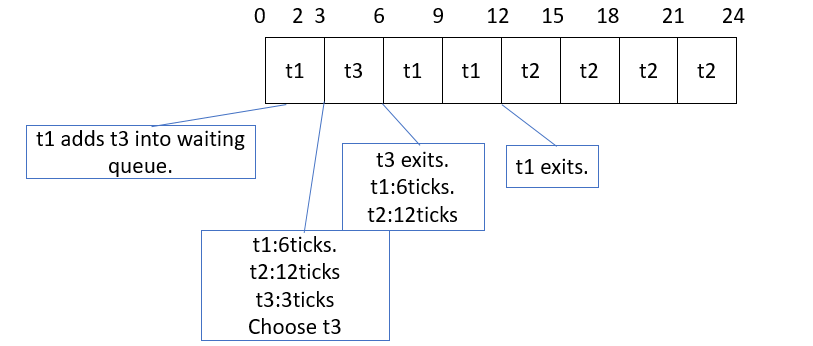 0 2 3 6 9 12 15 18 21 24
t1 t3 t1 t1 t2 t2 t2 t2
t1 adds t3 into waiting
queue.
t3 exits.
t1:6ticks.
t2:12ticks
t1 exits.
t1:6ticks.
t2:12ticks
t3:3ticks
Choose t3